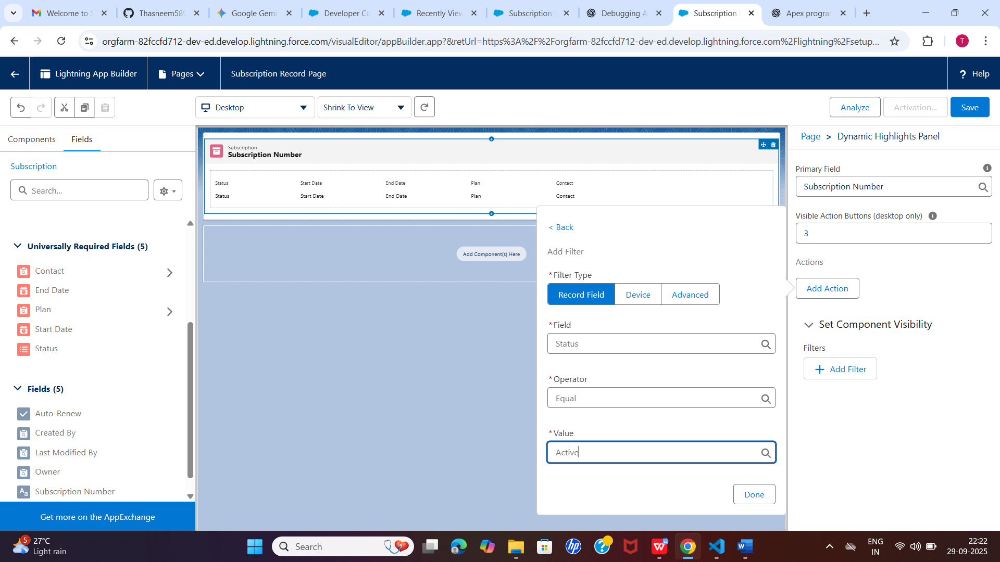 Welcome to S
Thasneem589
Google Gemi
Developer Co
Recently View
Subscription
Debugging A
Subscription
Apex program
orgfarm-82fccfd712-dev-ed.develop.lightning.force.com/visualEditor/appBuilder.app?&retUrl=https%3A%2F%2Forgfarm-82fccfd712-dev-ed.develop.lightning.force.com%2Flightning%2Fsetup...
T
Lightning App Builder
Pages
Subscription Record Page
? Help
Desktop
Shrink To View
Analyze
Activation...
Save
Components
Fields
Subscription
Search...
Universally Required Fields (5)
Contact
End Date
Plan
Start Date
Status
Fields (5)
Auto-Renew
Created By
Last Modified By
Owner
Aa Subscription Number
Get more on the AppExchange
Subscription
Subscription Number
Status Start Date End Date Plan Contact
Status Start Date End Date Plan Contact
Add Component(s) Here
< Back
Add Filter
*Filter Type
Record Field
Device
Advanced
*Field
Status
*Operator
Equal
*Value
Active
Done
Page > Dynamic Highlights Panel
Primary Field
Subscription Number
Visible Action Buttons (desktop only)
3
Actions
Add Action
Set Component Visibility
Filters
+ Add Filter
5
27°C
Light rain
Search
ENG
IN
22:22
29-09-2025